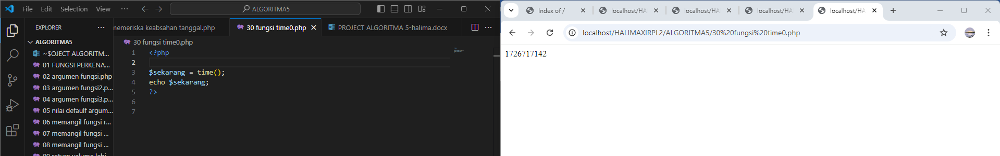 File Edit Selection View ··· ALGORITMA5
EXPLORER ···
ALGORITMA5
~$OJECT ALGORITM...
01 FUNGSI PERKENA...
02 argumen fungsi.php
03 argumen fungsi2.p...
04 argumen fungsi3.p...
05 nilai defaulf argum...
06 memangil fungsi r...
07 memangil fungsi ...
08 memangil fungsi ...
memeriska keabsahan tanggal.php 30 fungsi time0.php PROJECT ALGORITMA 5-halima.docx
30 fungsi time0.php
1 <?php
2
3 $sekarang = time();
4 echo $sekarang;
5 ?>
6
7
Index of / localhost/HA localhost/HA localhost/HA localhost/HA
localhost/HALIMAXIRPL2/ALGORITMA5/30%20fungsi%20time0.php
1726717142